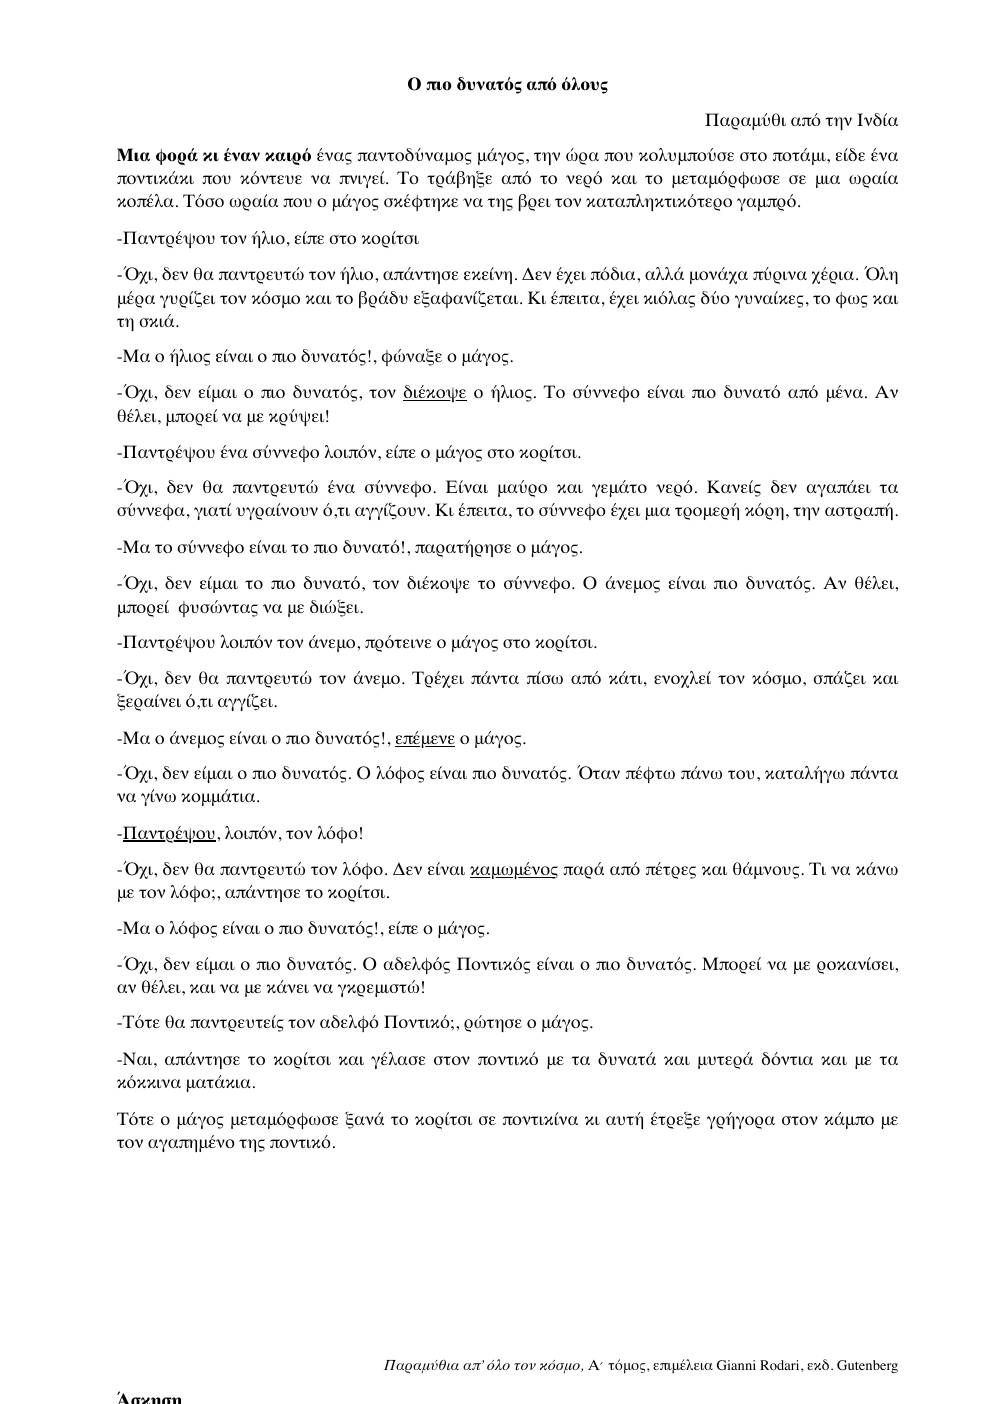 Ο πιο δυνατός από όλους
Παραμύθι από την Ινδία
Μια φορά κι έναν καιρό ένας παντοδύναμος μάγος, την ώρα που κολυμπούσε στο ποτάμι, είδε ένα
ποντικάκι που κόντευε να πνιγεί. Το τράβηξε από το νερό και το μεταμόρφωσε σε μια ωραία
κοπέλα. Τόσο ωραία που ο μάγος σκέφτηκε να της βρει τον καταπληκτικότερο γαμπρό.
-Παντρέψου τον ήλιο, είπε στο κορίτσι
-Όχι, δεν θα παντρευτώ τον ήλιο, απάντησε εκείνη. Δεν έχει πόδια, αλλά μονάχα πύρινα χέρια. Όλη
μέρα γυρίζει τον κόσμο και το βράδυ εξαφανίζεται. Κι έπειτα, έχει κιόλας δύο γυναίκες, το φως και
τη σκιά.
-Μα ο ήλιος είναι ο πιο δυνατός!, φώναξε ο μάγος.
-Όχι, δεν είμαι ο πιο δυνατός, τον διέκοψε ο ήλιος. Το σύννεφο είναι πιο δυνατό από μένα. Αν
θέλει, μπορεί να με κρύψει!
-Παντρέψου ένα σύννεφο λοιπόν, είπε ο μάγος στο κορίτσι.
-Όχι, δεν θα παντρευτώ ένα σύννεφο. Είναι μαύρο και γεμάτο νερό. Κανείς δεν αγαπάει τα
σύννεφα, γιατί υγραίνουν ό,τι αγγίζουν. Κι έπειτα, το σύννεφο έχει μια τρομερή κόρη, την αστραπή.
-Μα το σύννεφο είναι το πιο δυνατό!, παρατήρησε ο μάγος.
-Όχι, δεν είμαι το πιο δυνατό, τον διέκοψε το σύννεφο. Ο άνεμος είναι πιο δυνατός. Αν θέλει,
μπορεί  φυσώντας να με διώξει.
-Παντρέψου λοιπόν τον άνεμο, πρότεινε ο μάγος στο κορίτσι.
-Όχι, δεν θα παντρευτώ τον άνεμο. Τρέχει πάντα πίσω από κάτι, ενοχλεί τον κόσμο, σπάζει και
ξεραίνει ό,τι αγγίζει.
-Μα ο άνεμος είναι ο πιο δυνατός!, επέμενε ο μάγος.
-Όχι, δεν είμαι ο πιο δυνατός. Ο λόφος είναι πιο δυνατός. Όταν πέφτω πάνω του, καταλήγω πάντα
να γίνω κομμάτια.
-Παντρέψου, λοιπόν, τον λόφο!
-Όχι, δεν θα παντρευτώ τον λόφο. Δεν είναι καμωμένος παρά από πέτρες και θάμνους. Τι να κάνω
με τον λόφο;, απάντησε το κορίτσι.
-Μα ο λόφος είναι ο πιο δυνατός!, είπε ο μάγος.
-Όχι, δεν είμαι ο πιο δυνατός. Ο αδελφός Ποντικός είναι ο πιο δυνατός. Μπορεί να με ροκανίσει,
αν θέλει, και να με κάνει να γκρεμιστώ!
-Τότε θα παντρευτείς τον αδελφό Ποντικό;, ρώτησε ο μάγος.
-Ναι, απάντησε το κορίτσι και γέλασε στον ποντικό με τα δυνατά και μυτερά δόντια και με τα
κόκκινα ματάκια.
Τότε ο μάγος μεταμόρφωσε ξανά το κορίτσι σε ποντικίνα κι αυτή έτρεξε γρήγορα στον κάμπο με
τον αγαπημένο της ποντικό.
Παραμύθια απ’ όλο τον κόσμο, Α΄ τόμος, επιμέλεια Gianni Rodari, εκδ. Gutenberg
Άσκηση